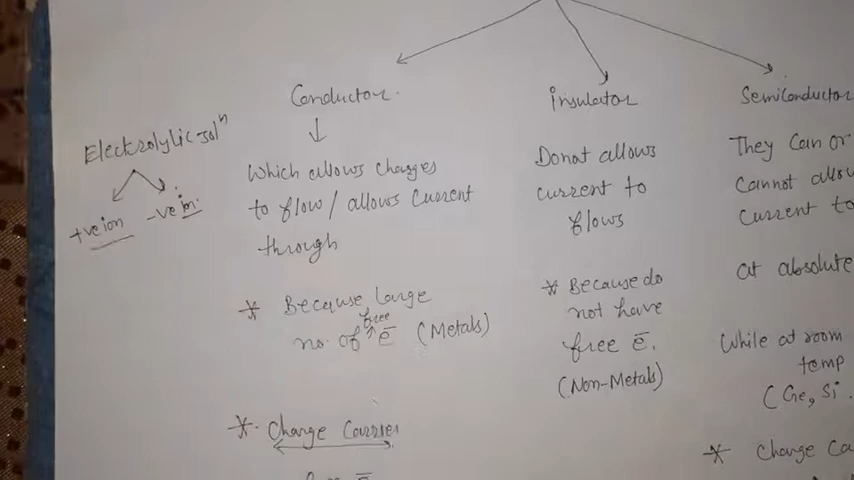 Conductor
insulator
Semiconductor
Electrolytic solⁿ
+ve ion
-ve ion
Which allows charges
to flow / allows current
through
* Because large
no. of free e̅ (Metals)
*. Charge Carrier
Donot allows
current to
flows
* Because do
not have
free e̅.
(Non-Metals)
They Can or
Cannot allow
Current to
at absolute
While at room
temp
(Ge, Si.
* Charge Ca